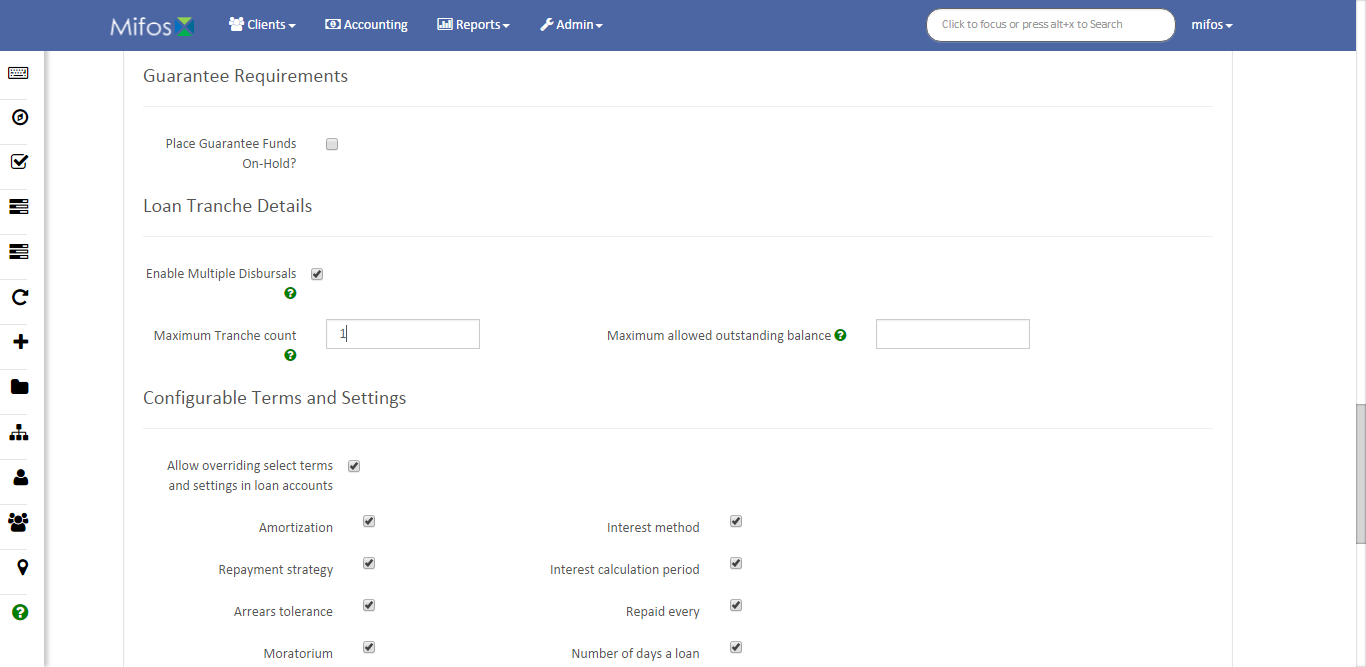 Mifos Clients Accounting Reports Admin Click to focus or press alt+x to Search mifos
Guarantee Requirements
Place Guarantee Funds
On-Hold?
Loan Tranche Details
Enable Multiple Disbursals
Maximum Tranche count 1 Maximum allowed outstanding balance
Configurable Terms and Settings
Allow overriding select terms
and settings in loan accounts
Amortization Interest method
Repayment strategy Interest calculation period
Arrears tolerance Repaid every
Moratorium Number of days a loan